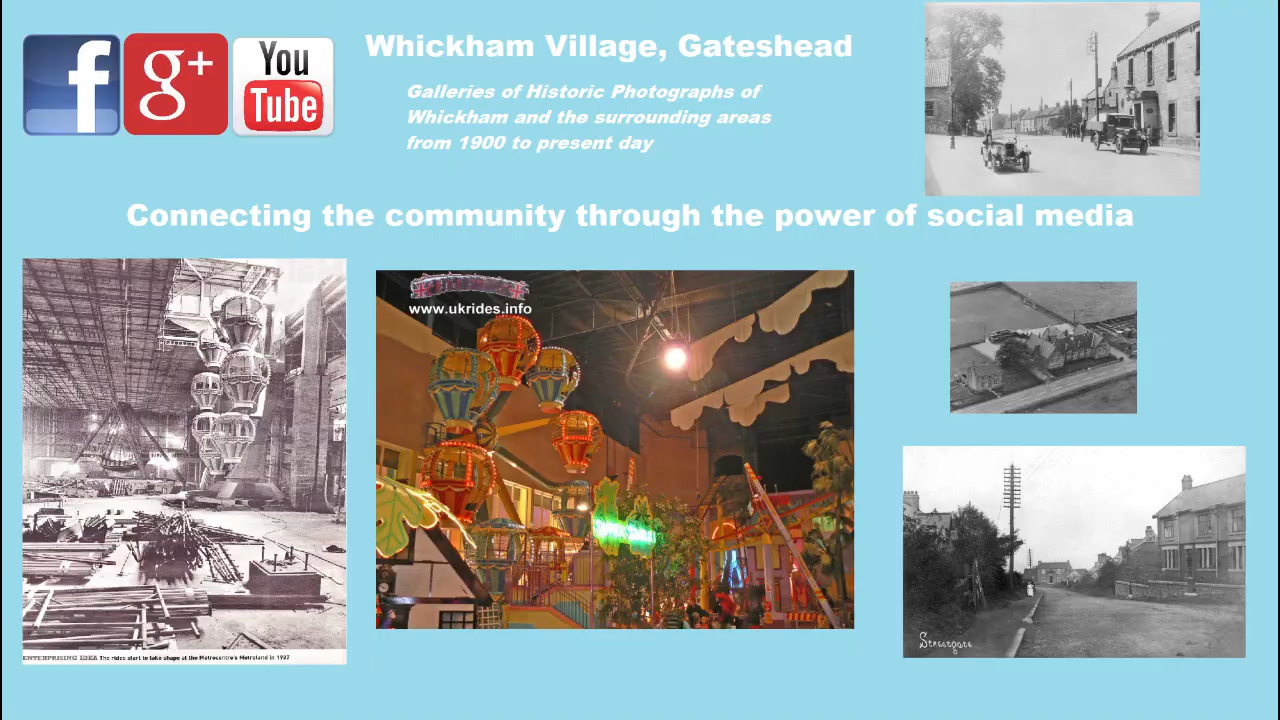 f
g+
You
Tube
Whickham Village, Gateshead
Galleries of Historic Photographs of
Whickham and the surrounding areas
from 1900 to present day
Connecting the community through the power of social media
www.ukrides.info
Streetgate
ENTERPRISING IDEA The rides start to take shape at the Metrocentre's Metroland in 1987